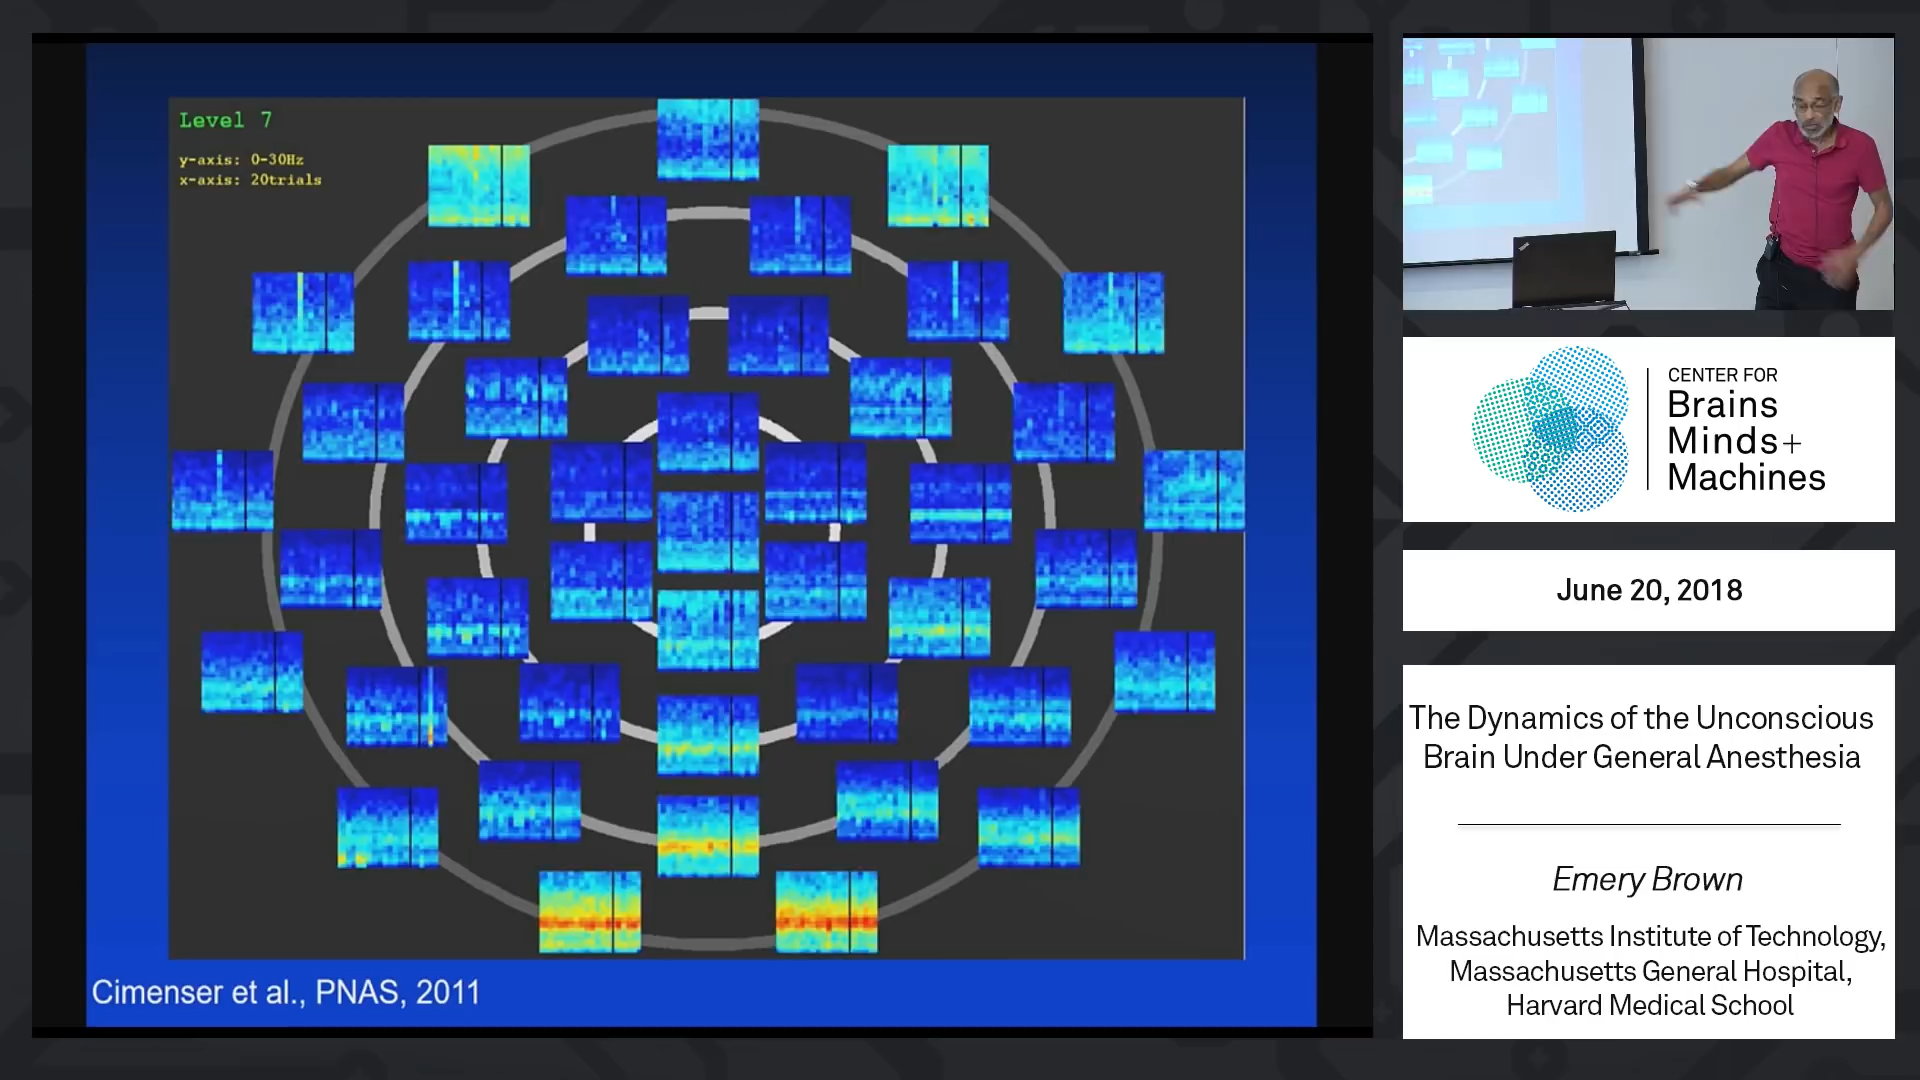 Level 7
y-axis: 0-30Hz
x-axis: 20trials
Cimenser et al., PNAS, 2011
CENTER FOR
Brains
Minds+
Machines
June 20, 2018
The Dynamics of the Unconscious
Brain Under General Anesthesia
Emery Brown
Massachusetts Institute of Technology,
Massachusetts General Hospital,
Harvard Medical School